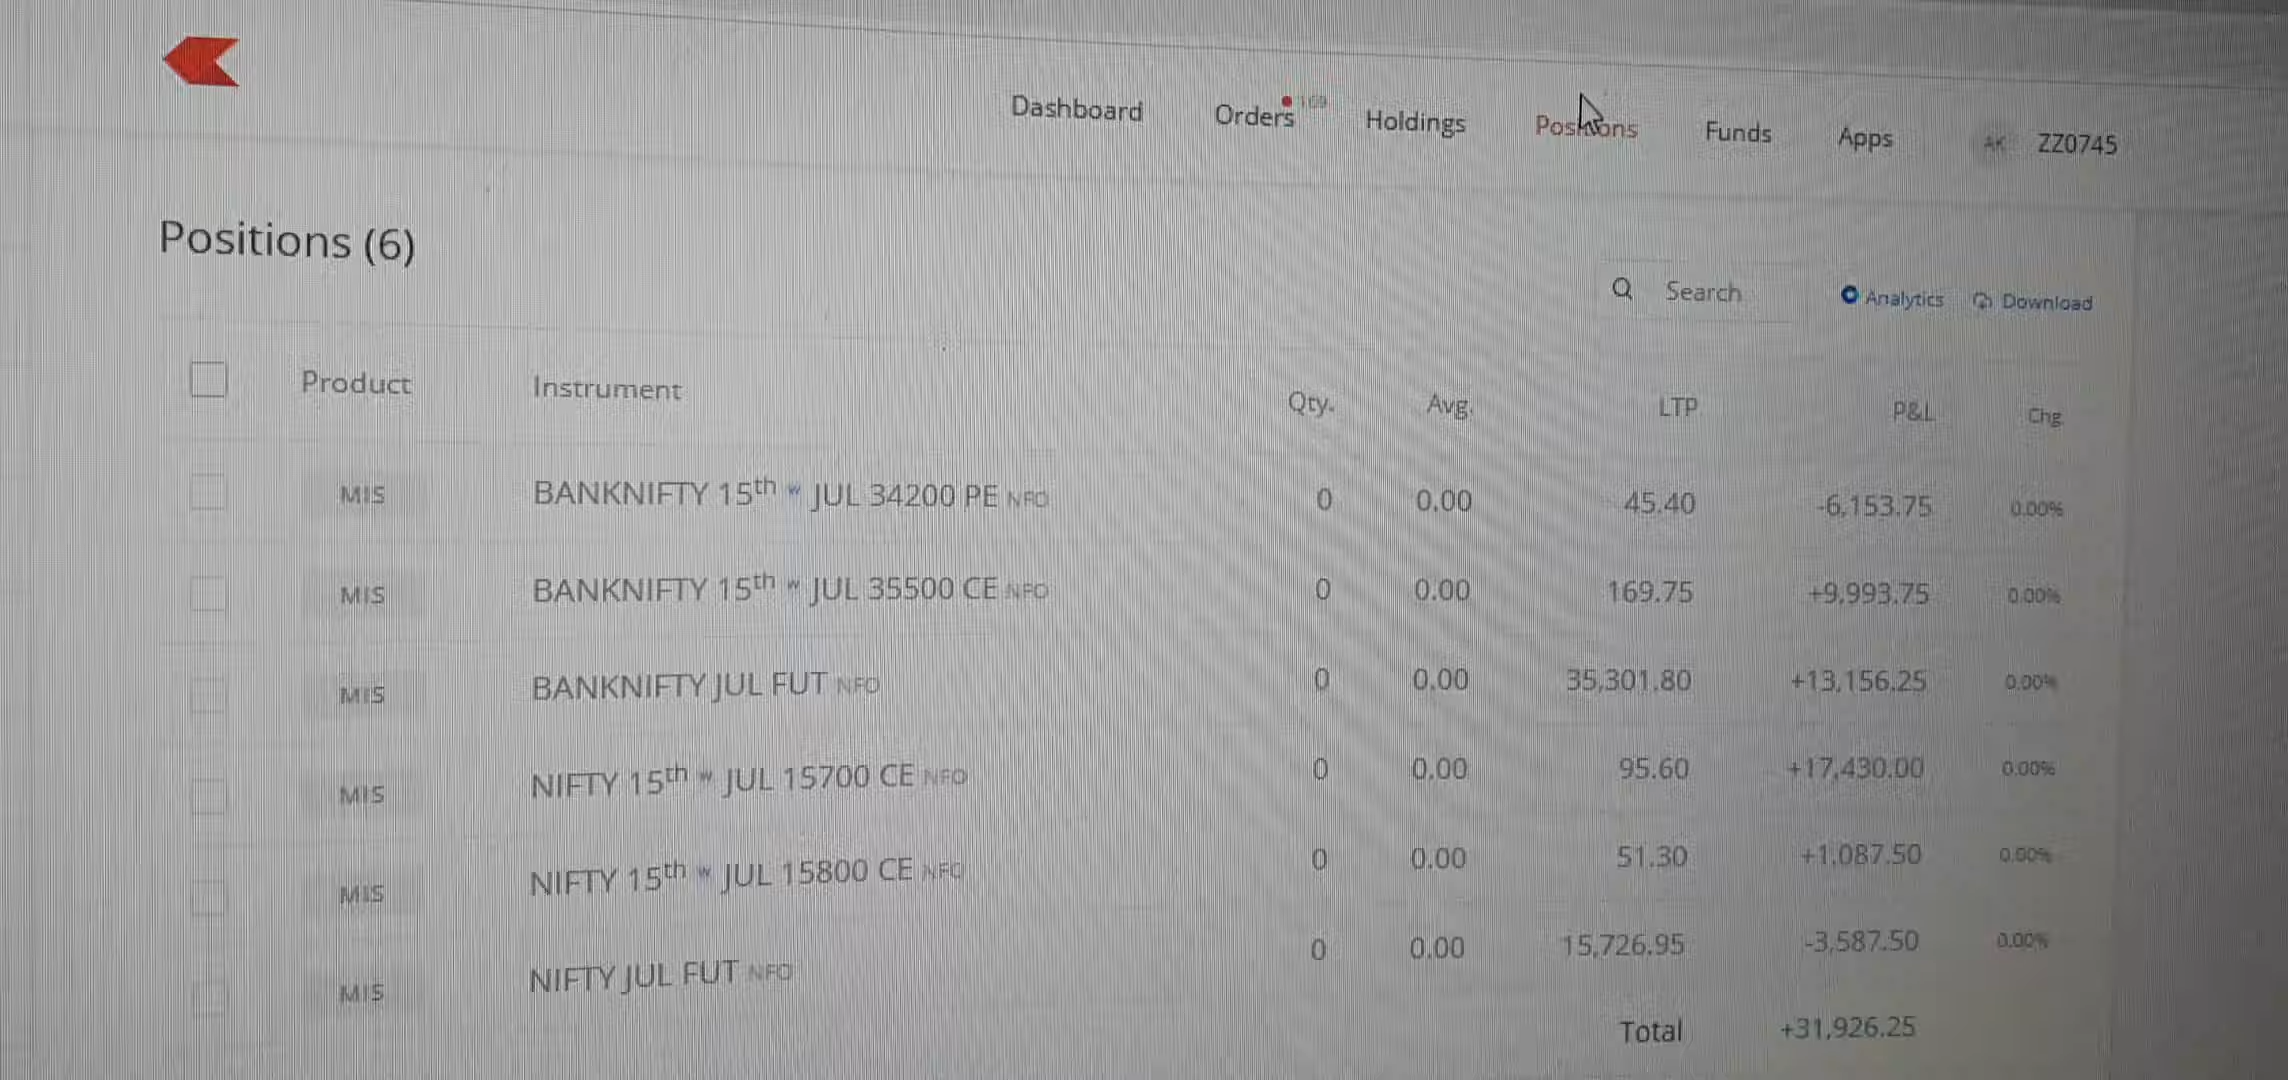 Dashboard Orders 169 Holdings Positions Funds Apps AK ZZ0745
Positions (6)
Search Analytics Download
Product Instrument Qty. Avg. LTP P&L Chg.
MIS BANKNIFTY 15th w JUL 34200 PE NFO 0 0.00 45.40 -6,153.75 0.00%
MIS BANKNIFTY 15th w JUL 35500 CE NFO 0 0.00 169.75 +9,993.75 0.00%
MIS BANKNIFTY JUL FUT NFO 0 0.00 35,301.80 +13,156.25 0.00%
MIS NIFTY 15th w JUL 15700 CE NFO 0 0.00 95.60 +17,430.00 0.00%
MIS NIFTY 15th w JUL 15800 CE NFO 0 0.00 51.30 +1,087.50 0.00%
MIS NIFTY JUL FUT NFO 0 0.00 15,726.95 -3,587.50 0.00%
Total +31,926.25